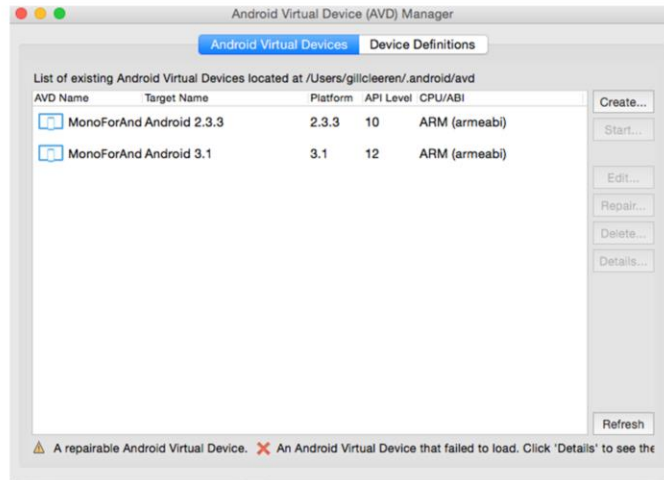 Android Virtual Device (AVD) Manager
Android Virtual Devices Device Definitions
List of existing Android Virtual Devices located at /Users/gillcleeren/.android/avd
AVD Name Target Name Platform API Level CPU/ABI
Create...
MonoForAnd Android 2.3.3 2.3.3 10 ARM (armeabi)
Start...
MonoForAnd Android 3.1 3.1 12 ARM (armeabi)
Edit...
Repair...
Delete...
Details...
Refresh
A repairable Android Virtual Device. An Android Virtual Device that failed to load. Click 'Details' to see the